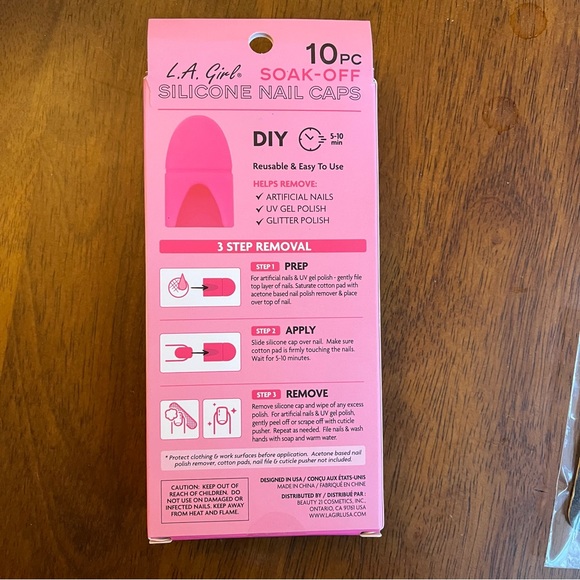 10PC
L.A. Girl®
SOAK-OFF
SILICONE NAIL CAPS
DIY
5-10
min
Reusable & Easy To Use
HELPS REMOVE:
✓ ARTIFICIAL NAILS
✓ UV GEL POLISH
✓ GLITTER POLISH
3 STEP REMOVAL
STEP 1 PREP
For artificial nails & UV gel polish - gently file
top layer of nails. Saturate cotton pad with
acetone based nail polish remover & place
over top of nail.
STEP 2 APPLY
Slide silicone cap over nail. Make sure
cotton pad is firmly touching the nails.
Wait for 5-10 minutes.
STEP 3 REMOVE
Remove silicone cap and wipe of any excess
polish. For artificial nails & UV gel polish,
gently peel off or scrape off with cuticle
pusher. Repeat as needed. File nails & wash
hands with soap and warm water.
* Protect clothing & work surfaces before application. Acetone based nail
polish remover, cotton pads, nail file & cuticle pusher not included.
CAUTION: KEEP OUT OF
REACH OF CHILDREN. DO
NOT USE ON DAMAGED OR
INFECTED NAILS. KEEP AWAY
FROM HEAT AND FLAME.
DESIGNED IN USA / CONÇU AUX ÉTATS-UNIS
MADE IN CHINA / FABRIQUÉ EN CHINE
DISTRIBUTED BY / DISTRIBUÉ PAR :
BEAUTY 21 COSMETICS, INC.
ONTARIO, CA 91761 USA
WWW.LAGIRLUSA.COM